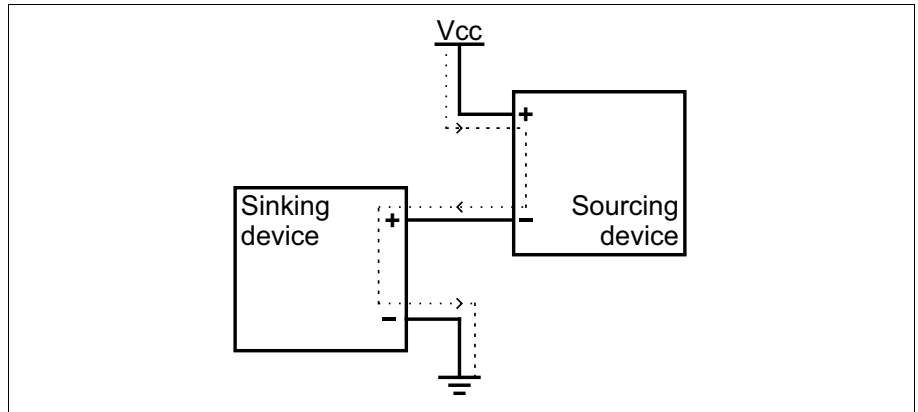 Vcc
+
Sinking
device
+
−
Sourcing
device
−